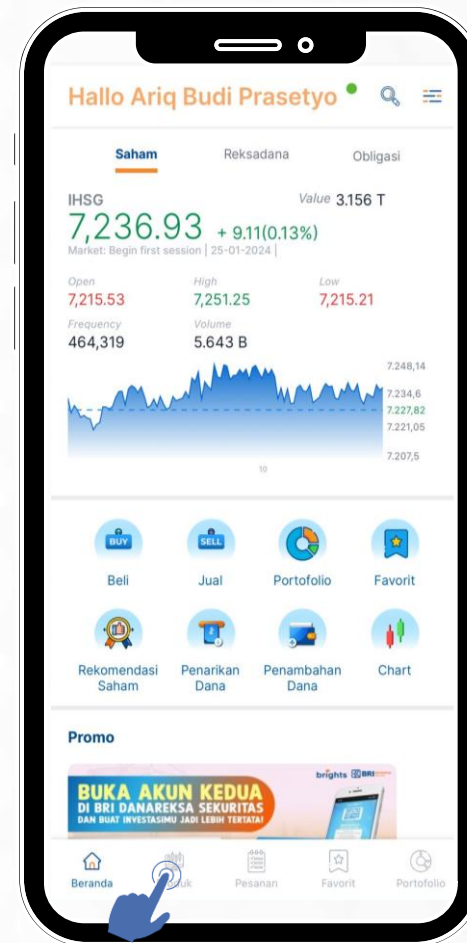 Hallo Ariq Budi Prasetyo
Saham Reksadana Obligasi
IHSG Value 3.156 T
7,236.93 + 9.11(0.13%)
Market: Begin first session | 25-01-2024 |
Open High Low
7,215.53 7,251.25 7,215.21
Frequency Volume
464,319 5.643 B
7.248,14
7.234,6
7.227,82
7.221,05
7.207,5
10
BUY SELL
Beli Jual Portofolio Favorit
Rekomendasi Saham Penarikan Dana Penambahan Dana Chart
Promo
brights BRI
BUKA AKUN KEDUA
DI BRI DANAREKSA SEKURITAS
DAN BUAT INVESTASIMU JADI LEBIH TERTATA!
Beranda Pesanan Favorit Portofolio